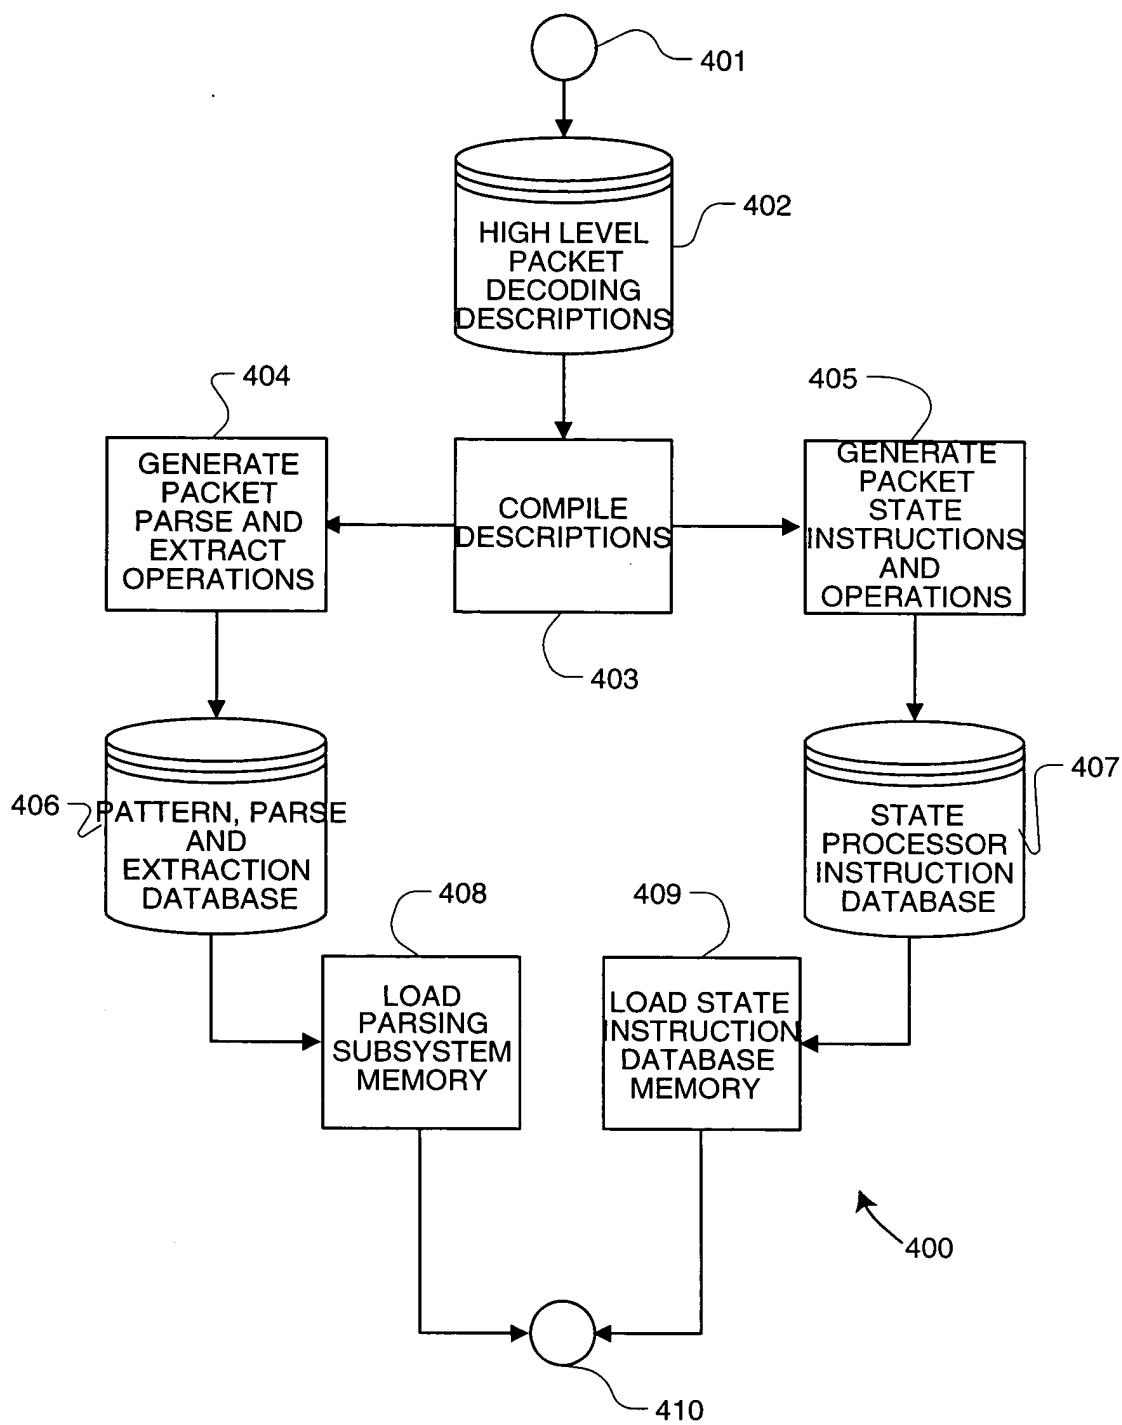 401
402
HIGH LEVEL
PACKET
DECODING
DESCRIPTIONS
404
405
GENERATE
PACKET
PARSE AND
EXTRACT
OPERATIONS
COMPILE
DESCRIPTIONS
GENERATE
PACKET
STATE
INSTRUCTIONS
AND
OPERATIONS
403
406
PATTERN, PARSE
AND
EXTRACTION
DATABASE
407
STATE
PROCESSOR
INSTRUCTION
DATABASE
408
409
LOAD
PARSING
SUBSYSTEM
MEMORY
LOAD STATE
INSTRUCTION
DATABASE
MEMORY
400
410